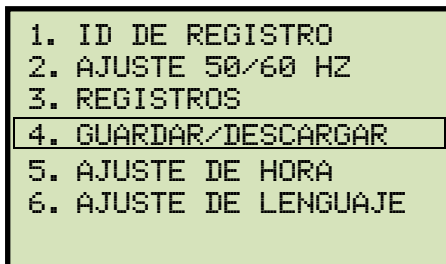 1. ID DE REGISTRO
2. AJUSTE 50/60 HZ
3. REGISTROS
4. GUARDAR/DESCARGAR
5. AJUSTE DE HORA
6. AJUSTE DE LENGUAJE